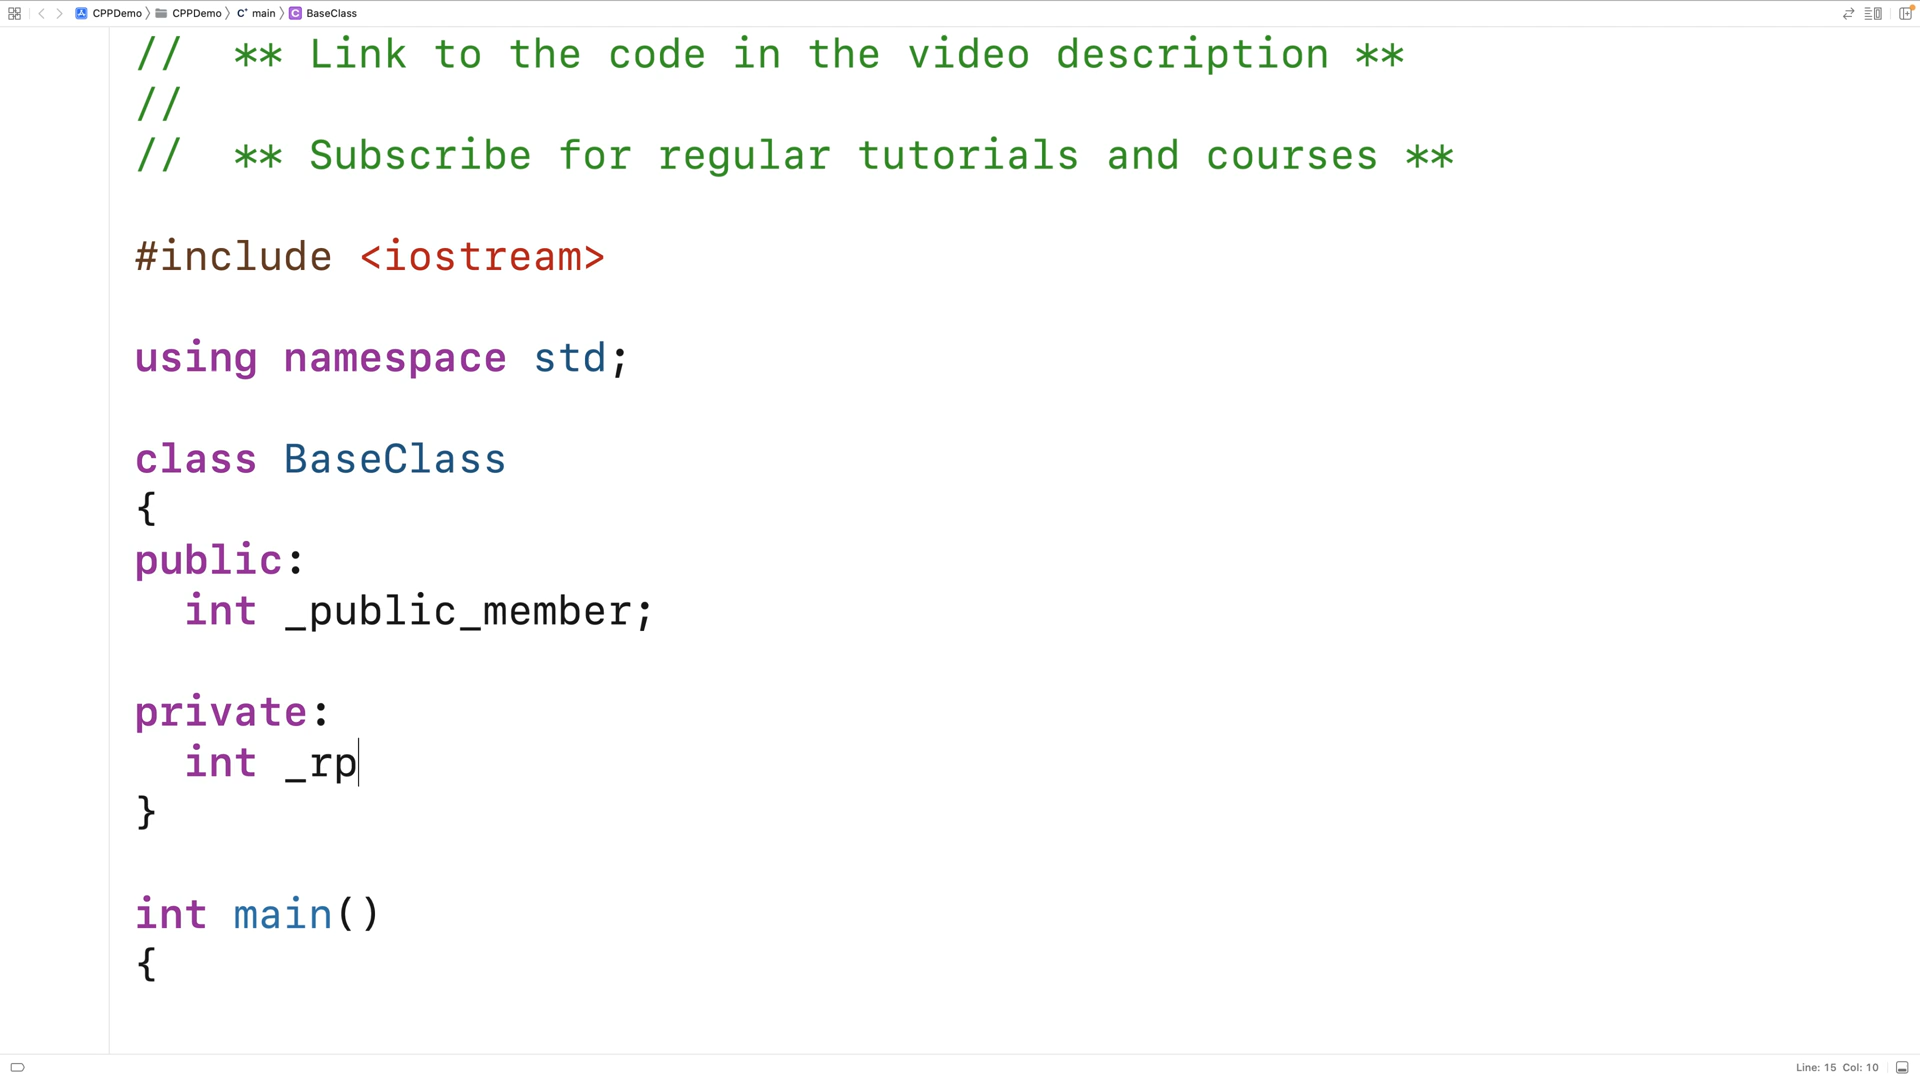 CPPDemo CPPDemo main C BaseClass
// ** Link to the code in the video description **
//
// ** Subscribe for regular tutorials and courses **
#include <iostream>
using namespace std;
class BaseClass
{
public:
int _public_member;
private:
int _rp
}
int main()
{
Line: 15 Col: 10